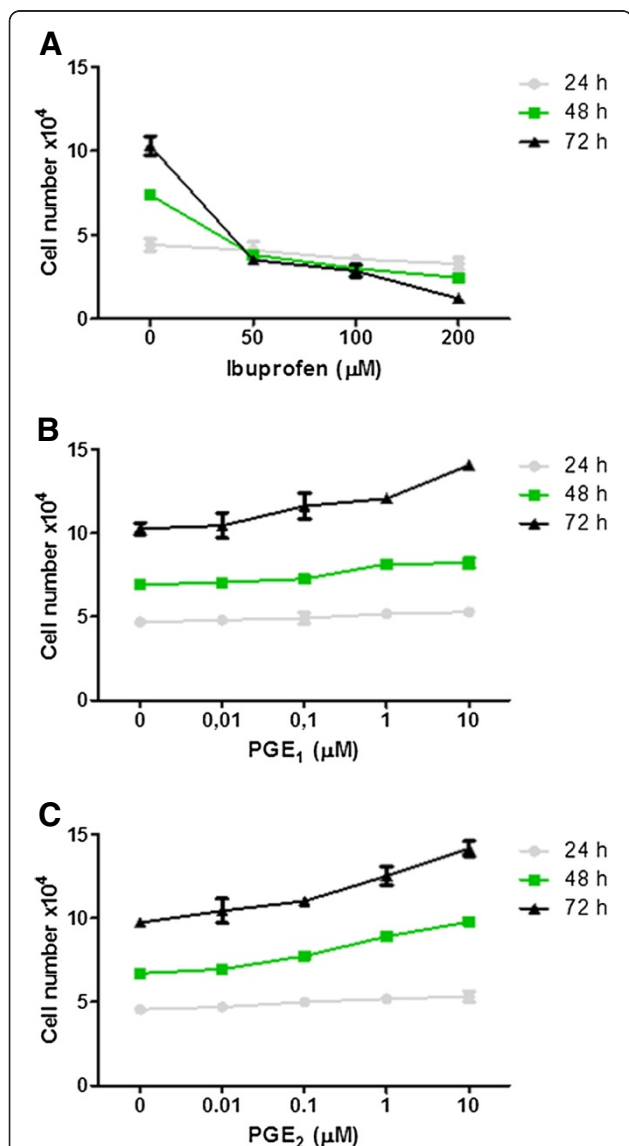 A
15
10
5
0
Cell number x10⁴
0 50 100 200
Ibuprofen (µM)
24 h
48 h
72 h
B
15
10
5
0
Cell number x10⁴
0 0,01 0,1 1 10
PGE₁ (µM)
24 h
48 h
72 h
C
15
10
5
0
Cell number x10⁴
0 0.01 0.1 1 10
PGE₂ (µM)
24 h
48 h
72 h